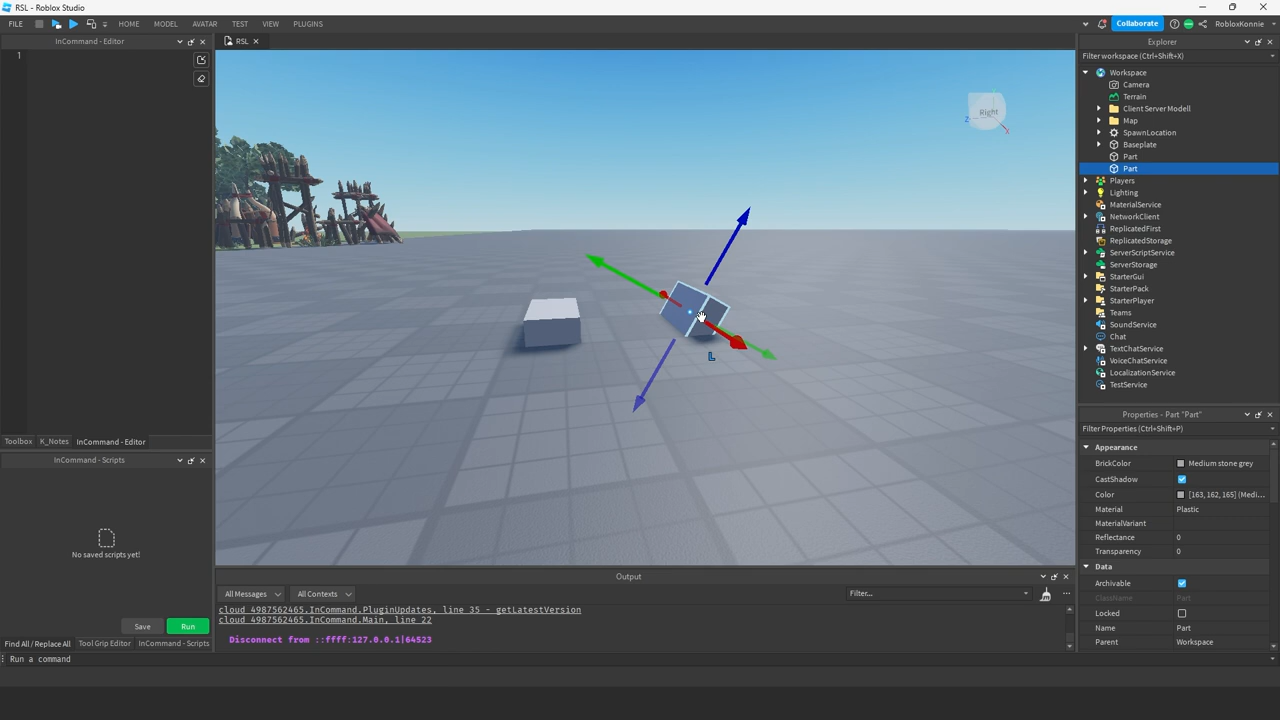 RSL - Roblox Studio
FILE HOME MODEL AVATAR TEST VIEW PLUGINS Collaborate RobloxKonnie
InCommand - Editor
1
Toolbox K_Notes InCommand - Editor
InCommand - Scripts
No saved scripts yet!
Save Run
Find All / Replace All Tool Grip Editor InCommand - Scripts
Run a command
RSL
Right
Z
X
L
Output
All Messages All Contexts Filter...
cloud_4987562465.InCommand.PluginUpdates, line 35 - getLatestVersion
cloud_4987562465.InCommand.Main, line 22
Disconnect from ::ffff:127.0.0.1|64523
Explorer
Filter workspace (Ctrl+Shift+X)
Workspace
Camera
Terrain
Client Server Modell
Map
SpawnLocation
Baseplate
Part
Part
Players
Lighting
MaterialService
NetworkClient
ReplicatedFirst
ReplicatedStorage
ServerScriptService
ServerStorage
StarterGui
StarterPack
StarterPlayer
Teams
SoundService
Chat
TextChatService
VoiceChatService
LocalizationService
TestService
Properties - Part "Part"
Filter Properties (Ctrl+Shift+P)
Appearance
BrickColor Medium stone grey
CastShadow
Color [163, 162, 165] (Medi...
Material Plastic
MaterialVariant
Reflectance 0
Transparency 0
Data
Archivable
ClassName Part
Locked
Name Part
Parent Workspace